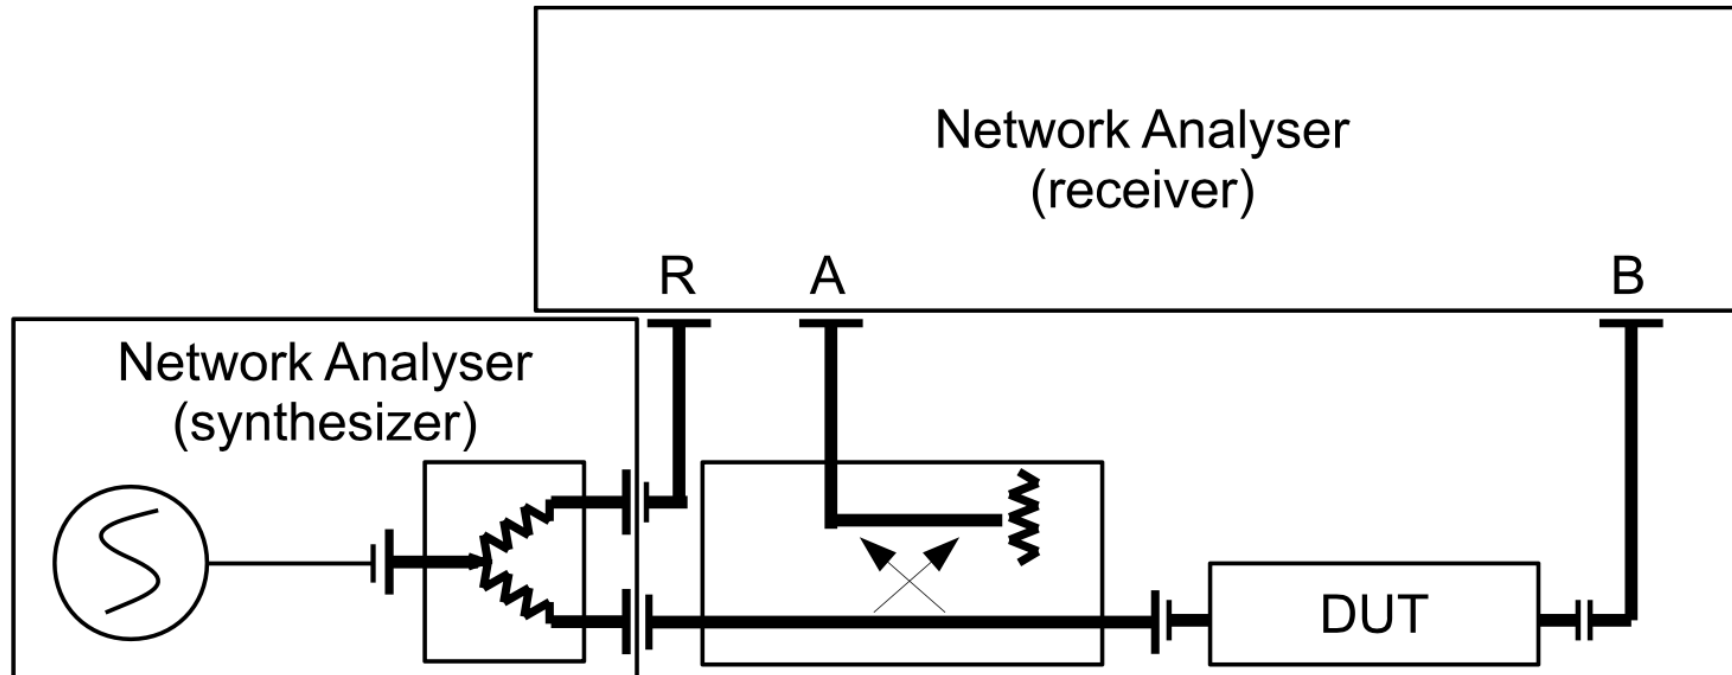 Network Analyser
(receiver)
R A B
Network Analyser
(synthesizer)
DUT